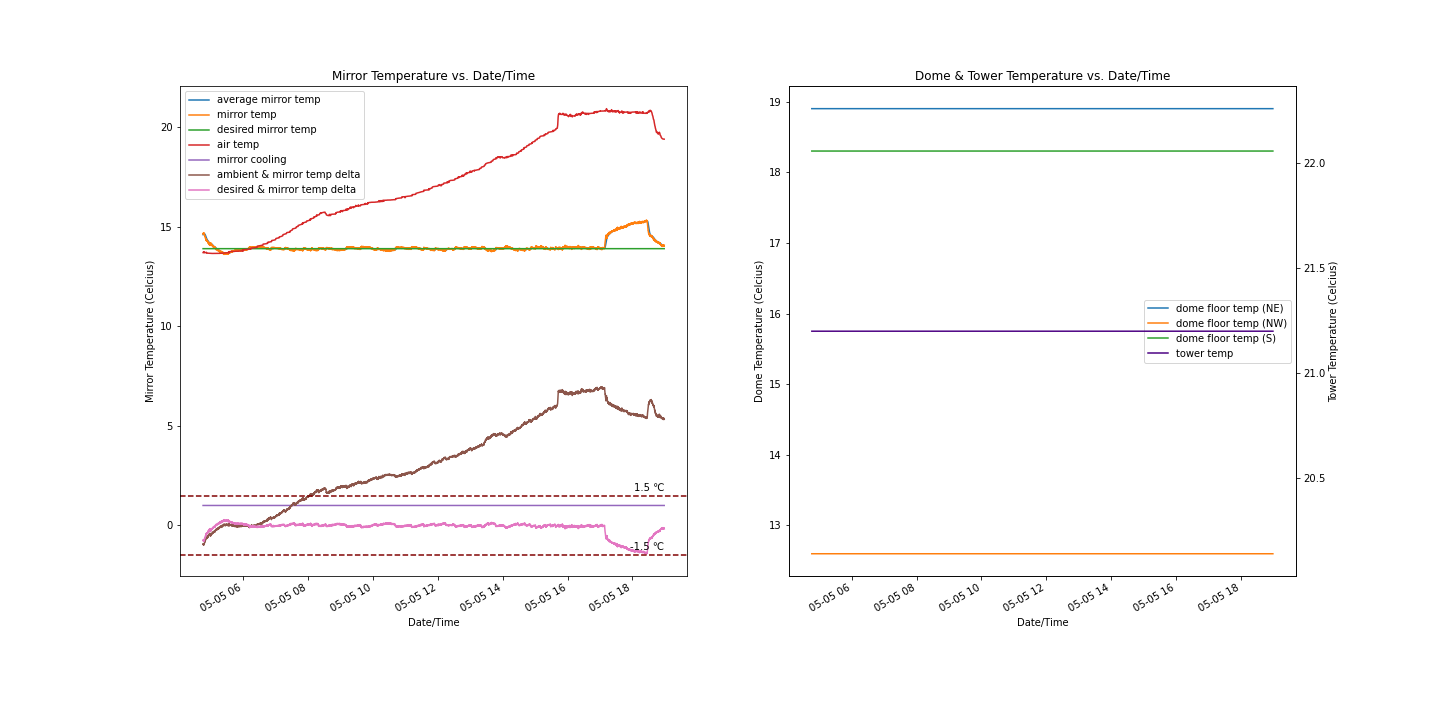 Mirror Temperature vs. Date/Time
average mirror temp
mirror temp
desired mirror temp
air temp
mirror cooling
ambient & mirror temp delta
desired & mirror temp delta
20
15
10
5
0
Mirror Temperature (Celcius)
1.5 °C
-1.5 °C
05-05 06
05-05 08
05-05 10
05-05 12
05-05 14
05-05 16
05-05 18
Date/Time
Dome & Tower Temperature vs. Date/Time
19
18
17
16
15
14
13
Dome Temperature (Celcius)
dome floor temp (NE)
dome floor temp (NW)
dome floor temp (S)
tower temp
22.0
21.5
21.0
20.5
Tower Temperature (Celcius)
05-05 06
05-05 08
05-05 10
05-05 12
05-05 14
05-05 16
05-05 18
Date/Time